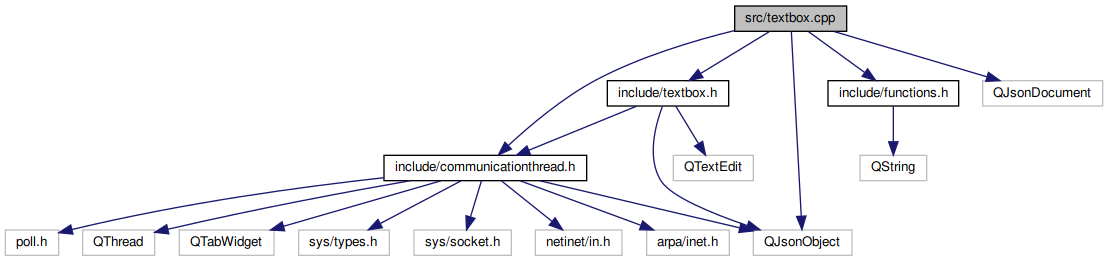 src/textbox.cpp
include/textbox.h
include/functions.h
QJsonDocument
include/communicationthread.h
QTextEdit
QString
poll.h
QThread
QTabWidget
sys/types.h
sys/socket.h
netinet/in.h
arpa/inet.h
QJsonObject